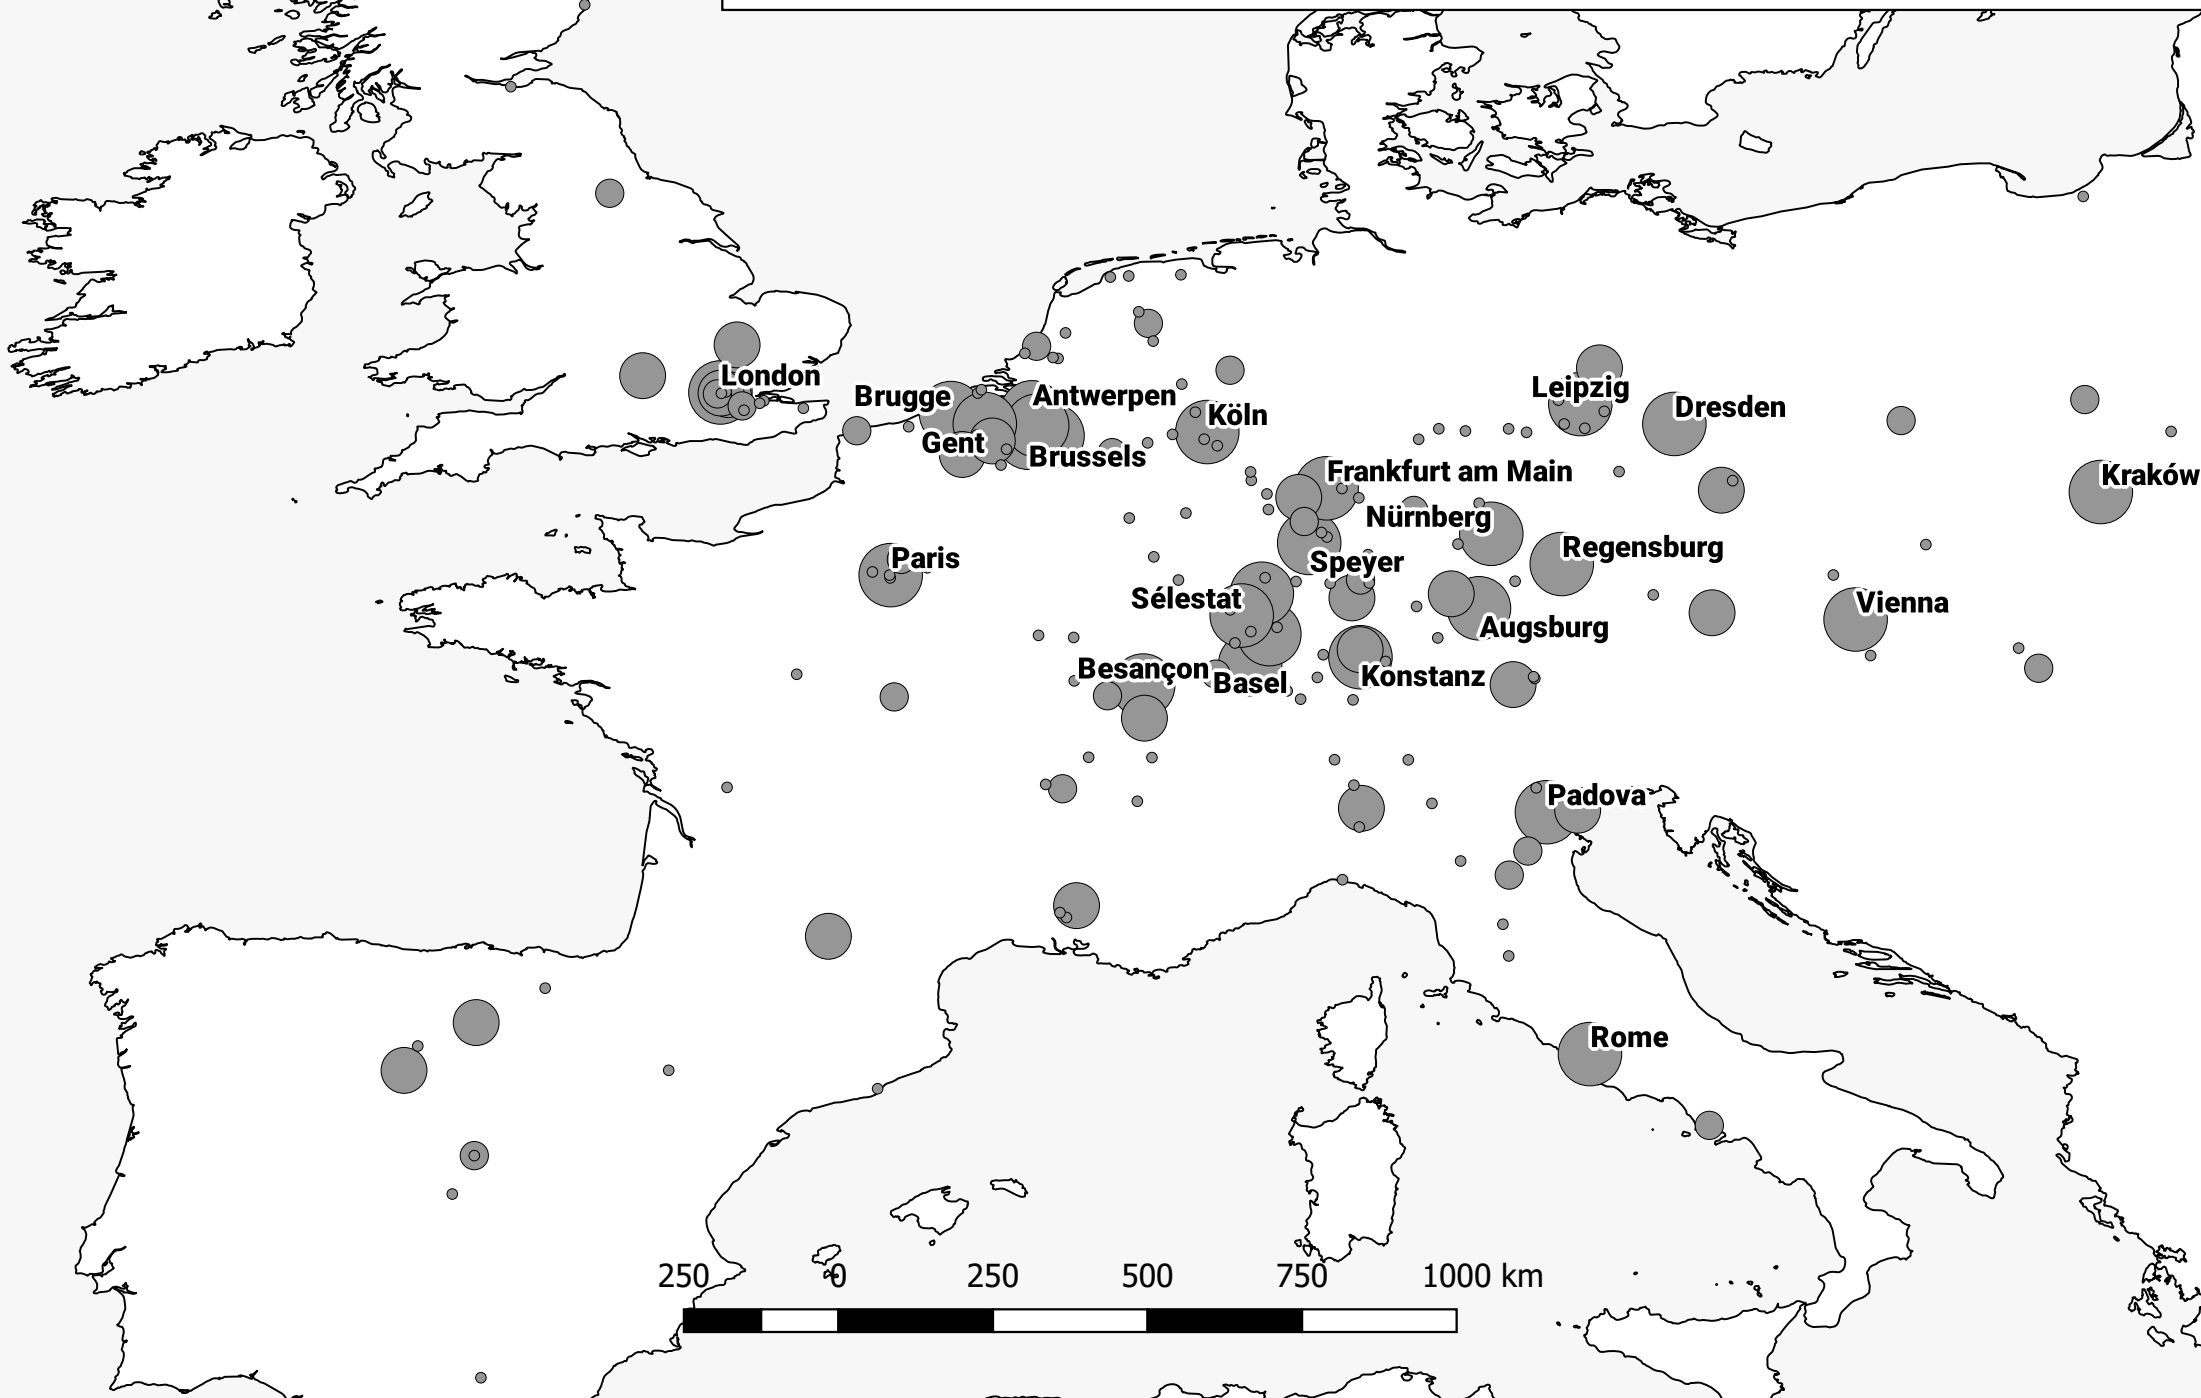 London
Brugge
Antwerpen
Leipzig
Dresden
Köln
Gent
Brussels
Frankfurt am Main
Kraków
Nürnberg
Regensburg
Paris
Speyer
Sélestat
Vienna
Augsburg
Besançon
Basel
Konstanz
Padova
Rome
250 0 250 500 750 1000 km